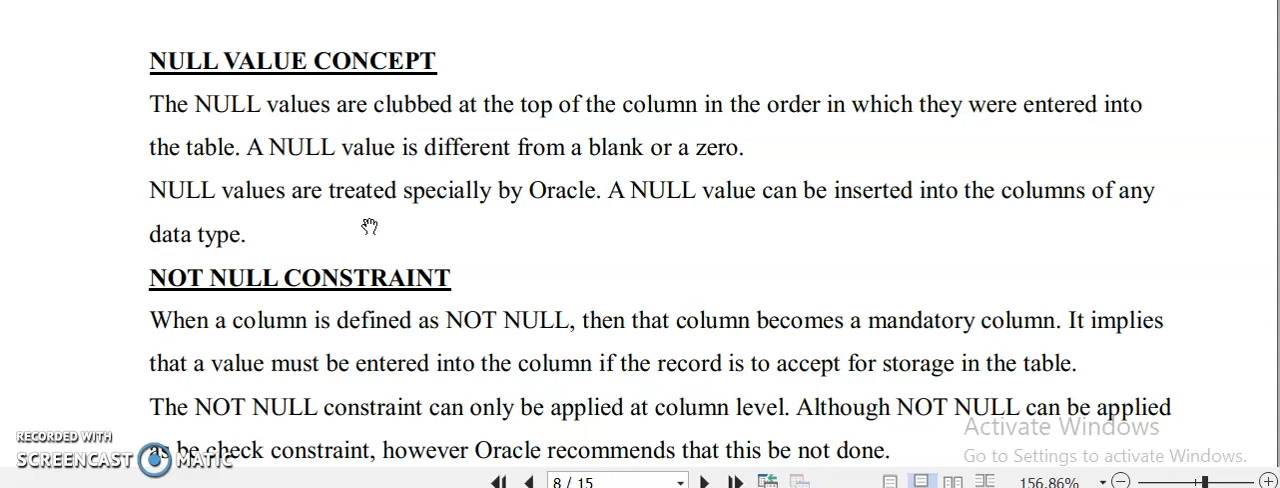 NULL VALUE CONCEPT
The NULL values are clubbed at the top of the column in the order in which they were entered into
the table. A NULL value is different from a blank or a zero.
NULL values are treated specially by Oracle. A NULL value can be inserted into the columns of any
data type.
NOT NULL CONSTRAINT
When a column is defined as NOT NULL, then that column becomes a mandatory column. It implies
that a value must be entered into the column if the record is to accept for storage in the table.
The NOT NULL constraint can only be applied at column level. Although NOT NULL can be applied
as be check constraint, however Oracle recommends that this be not done.
Activate Windows
Go to Settings to activate Windows.
RECORDED WITH
SCREENCAST MATIC
8 / 15
156.86%